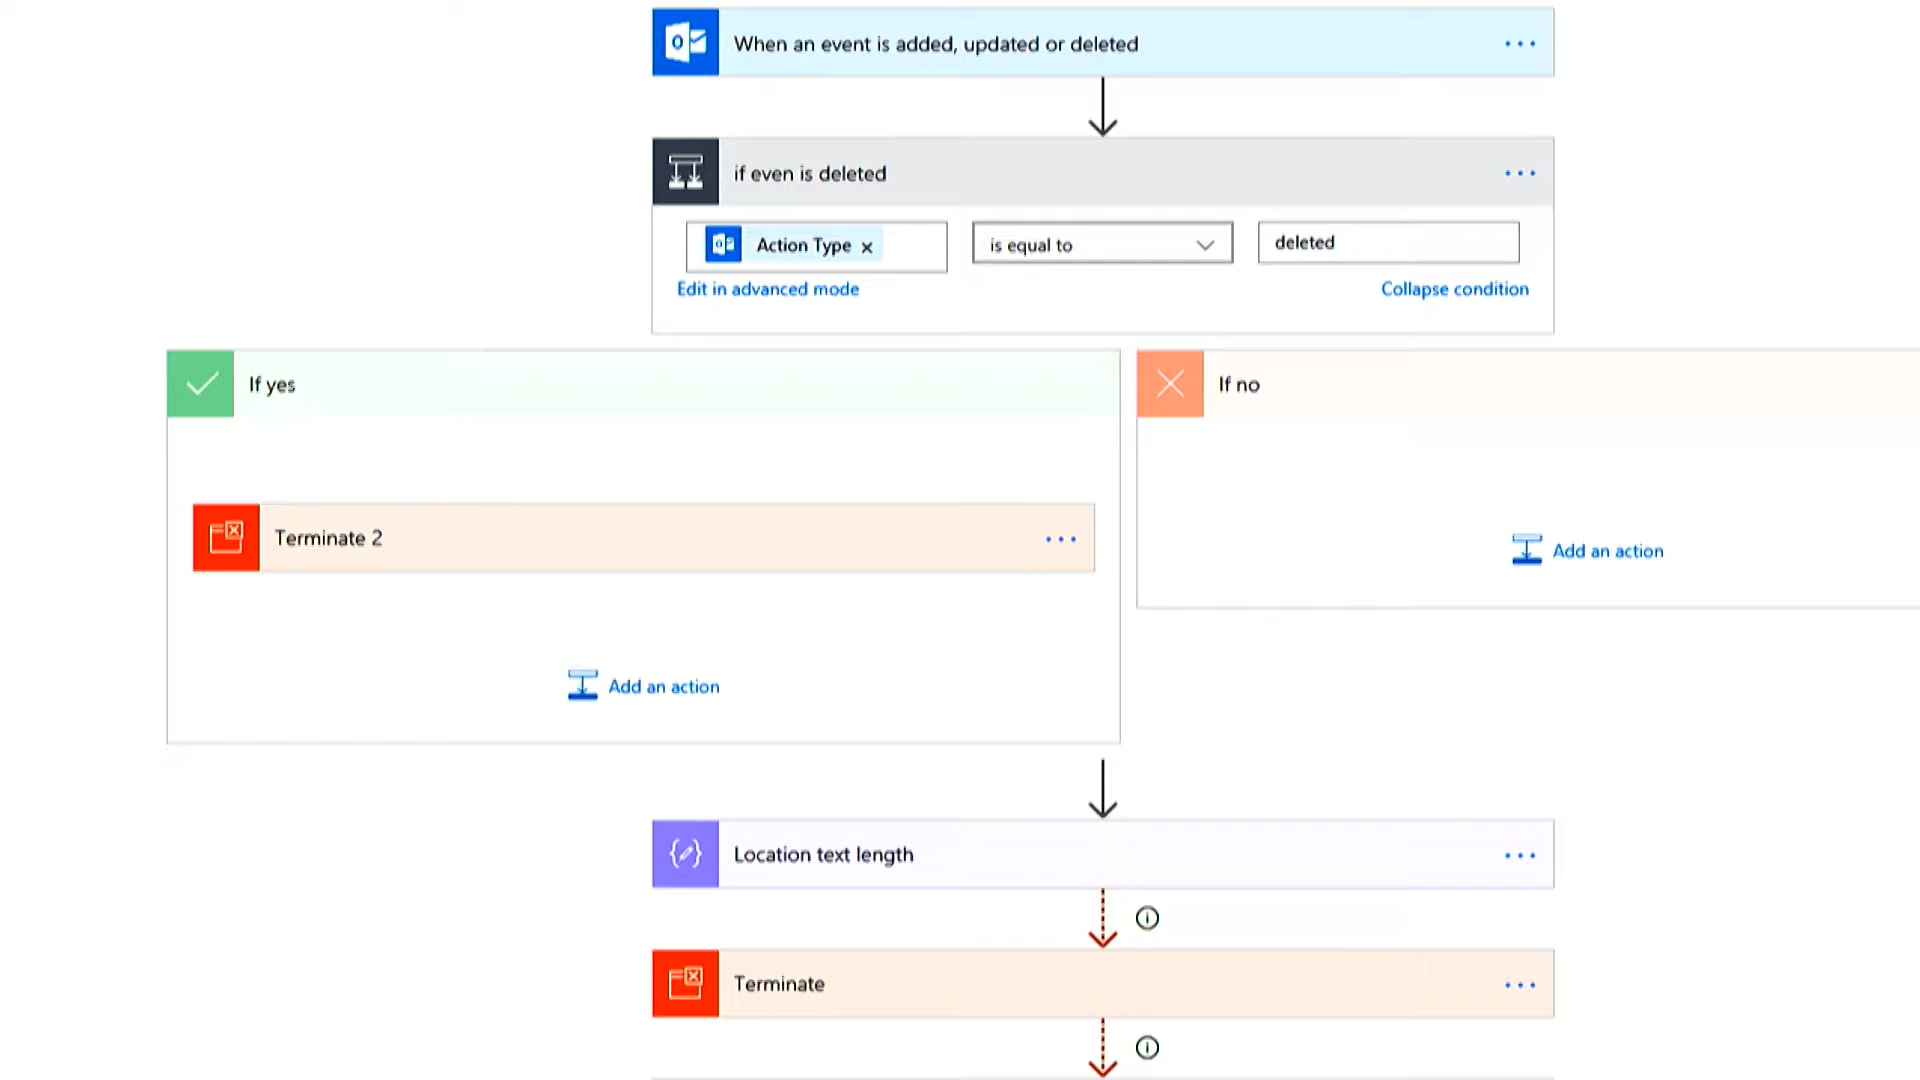 When an event is added, updated or deleted
if even is deleted
Action Type
is equal to
deleted
Edit in advanced mode
Collapse condition
If yes
If no
Terminate 2
Add an action
Add an action
Location text length
Terminate